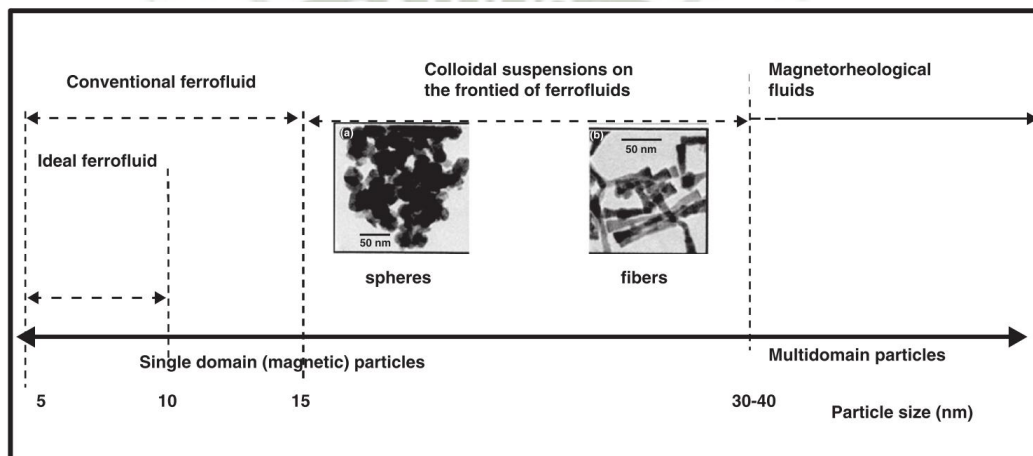 Conventional ferrofluid
Colloidal suspensions on
the frontied of ferrofluids
Magnetorheological
fluids
Ideal ferrofluid
(a)
50 nm
(b)
50 nm
spheres
fibers
Single domain (magnetic) particles
Multidomain particles
5
10
15
30-40
Particle size (nm)